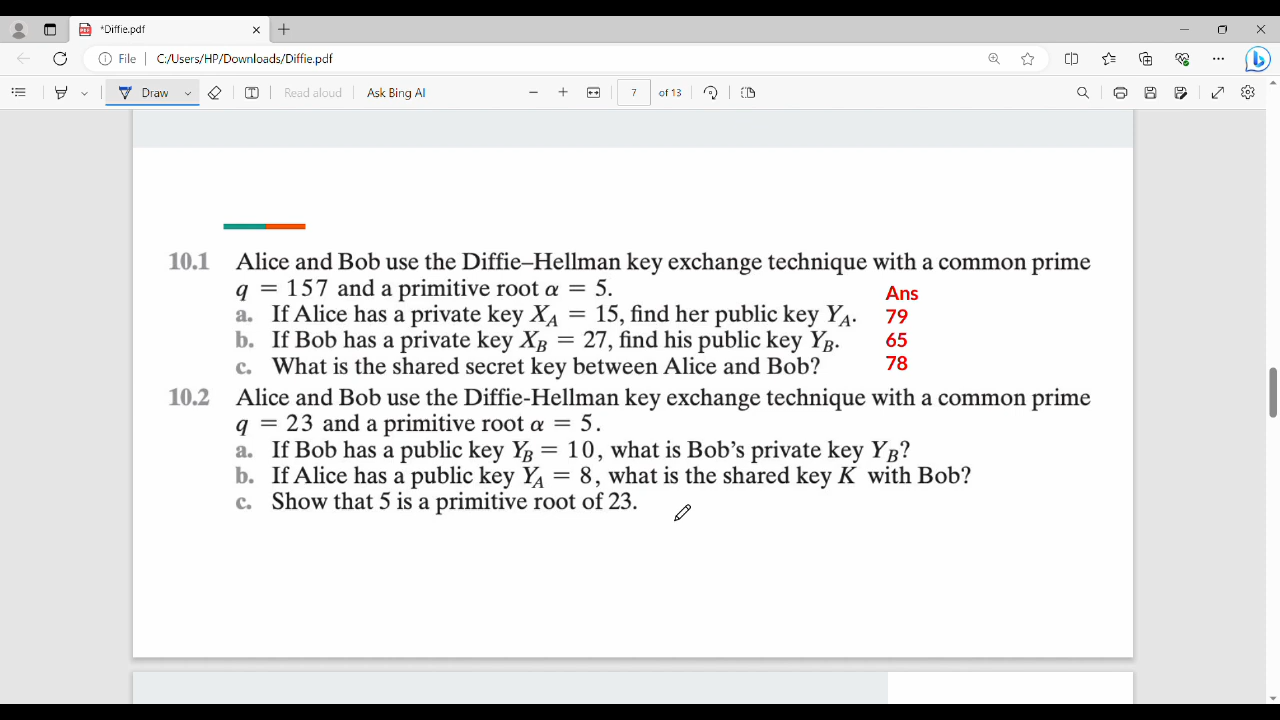 *Diffie.pdf
File C:/Users/HP/Downloads/Diffie.pdf
Draw Read aloud Ask Bing AI 7 of 13
10.1 Alice and Bob use the Diffie–Hellman key exchange technique with a common prime
q = 157 and a primitive root α = 5.
Ans
a. If Alice has a private key X_A = 15, find her public key Y_A. 79
b. If Bob has a private key X_B = 27, find his public key Y_B. 65
c. What is the shared secret key between Alice and Bob? 78
10.2 Alice and Bob use the Diffie-Hellman key exchange technique with a common prime
q = 23 and a primitive root α = 5.
a. If Bob has a public key Y_B = 10, what is Bob's private key Y_B?
b. If Alice has a public key Y_A = 8, what is the shared key K with Bob?
c. Show that 5 is a primitive root of 23.